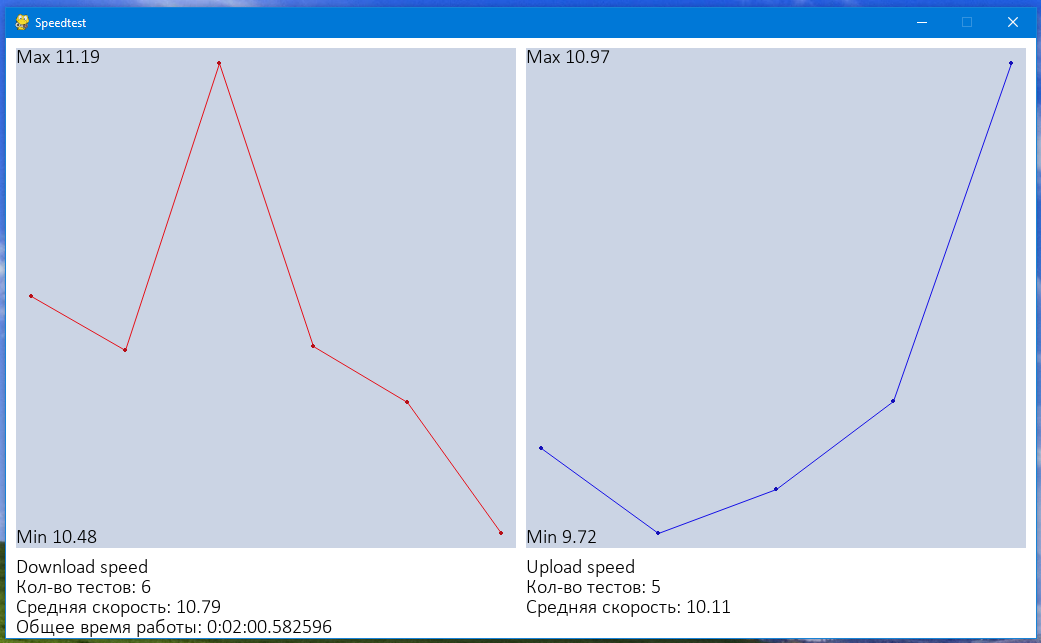 Speedtest
Max 11.19
Min 10.48
Download speed
Кол-во тестов: 6
Средняя скорость: 10.79
Общее время работы: 0:02:00.582596
Max 10.97
Min 9.72
Upload speed
Кол-во тестов: 5
Средняя скорость: 10.11